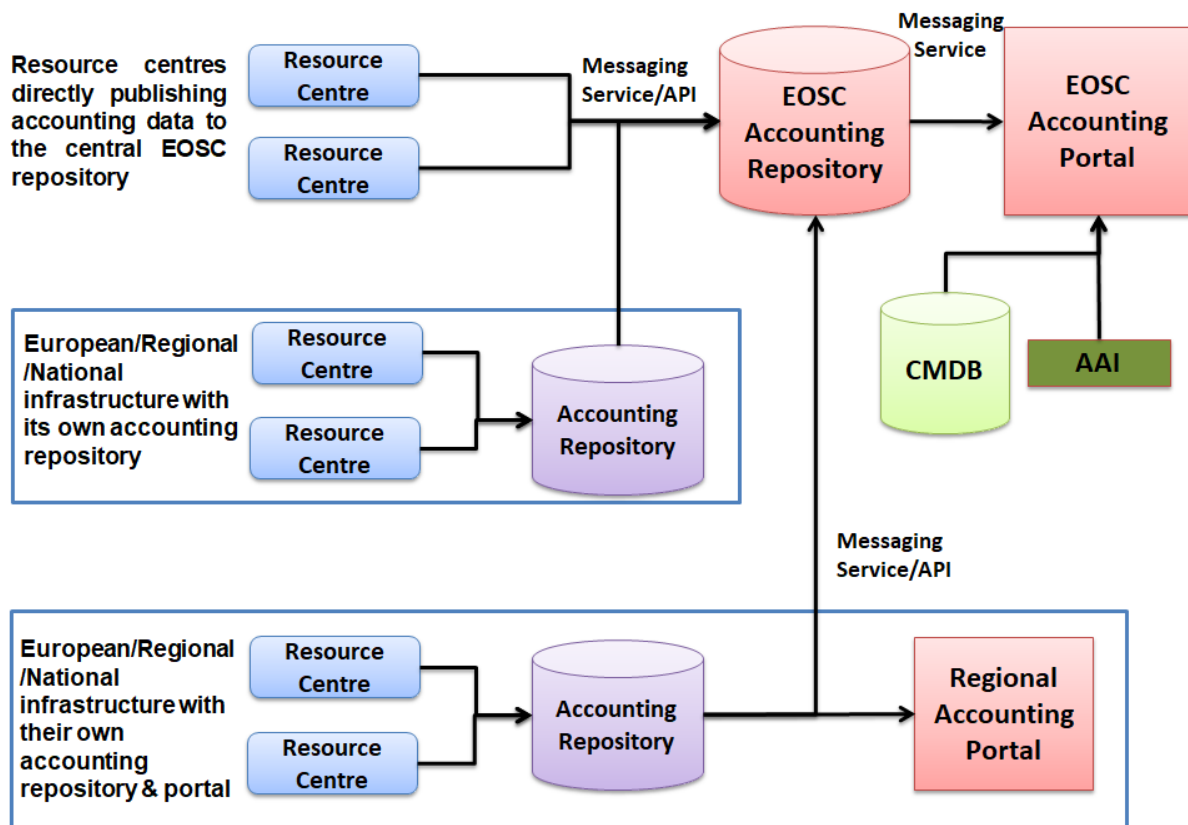 Resource centres
directly publishing
accounting data to
the central EOSC
repository
Resource
Centre
Resource
Centre
Messaging
Service/API
EOSC
Accounting
Repository
Messaging
Service
EOSC
Accounting
Portal
CMDB
AAI
European/Regional
/National
infrastructure with
its own accounting
repository
Resource
Centre
Resource
Centre
Accounting
Repository
Messaging
Service/API
European/Regional
/National
infrastructure with
their own
accounting
repository & portal
Resource
Centre
Resource
Centre
Accounting
Repository
Regional
Accounting
Portal